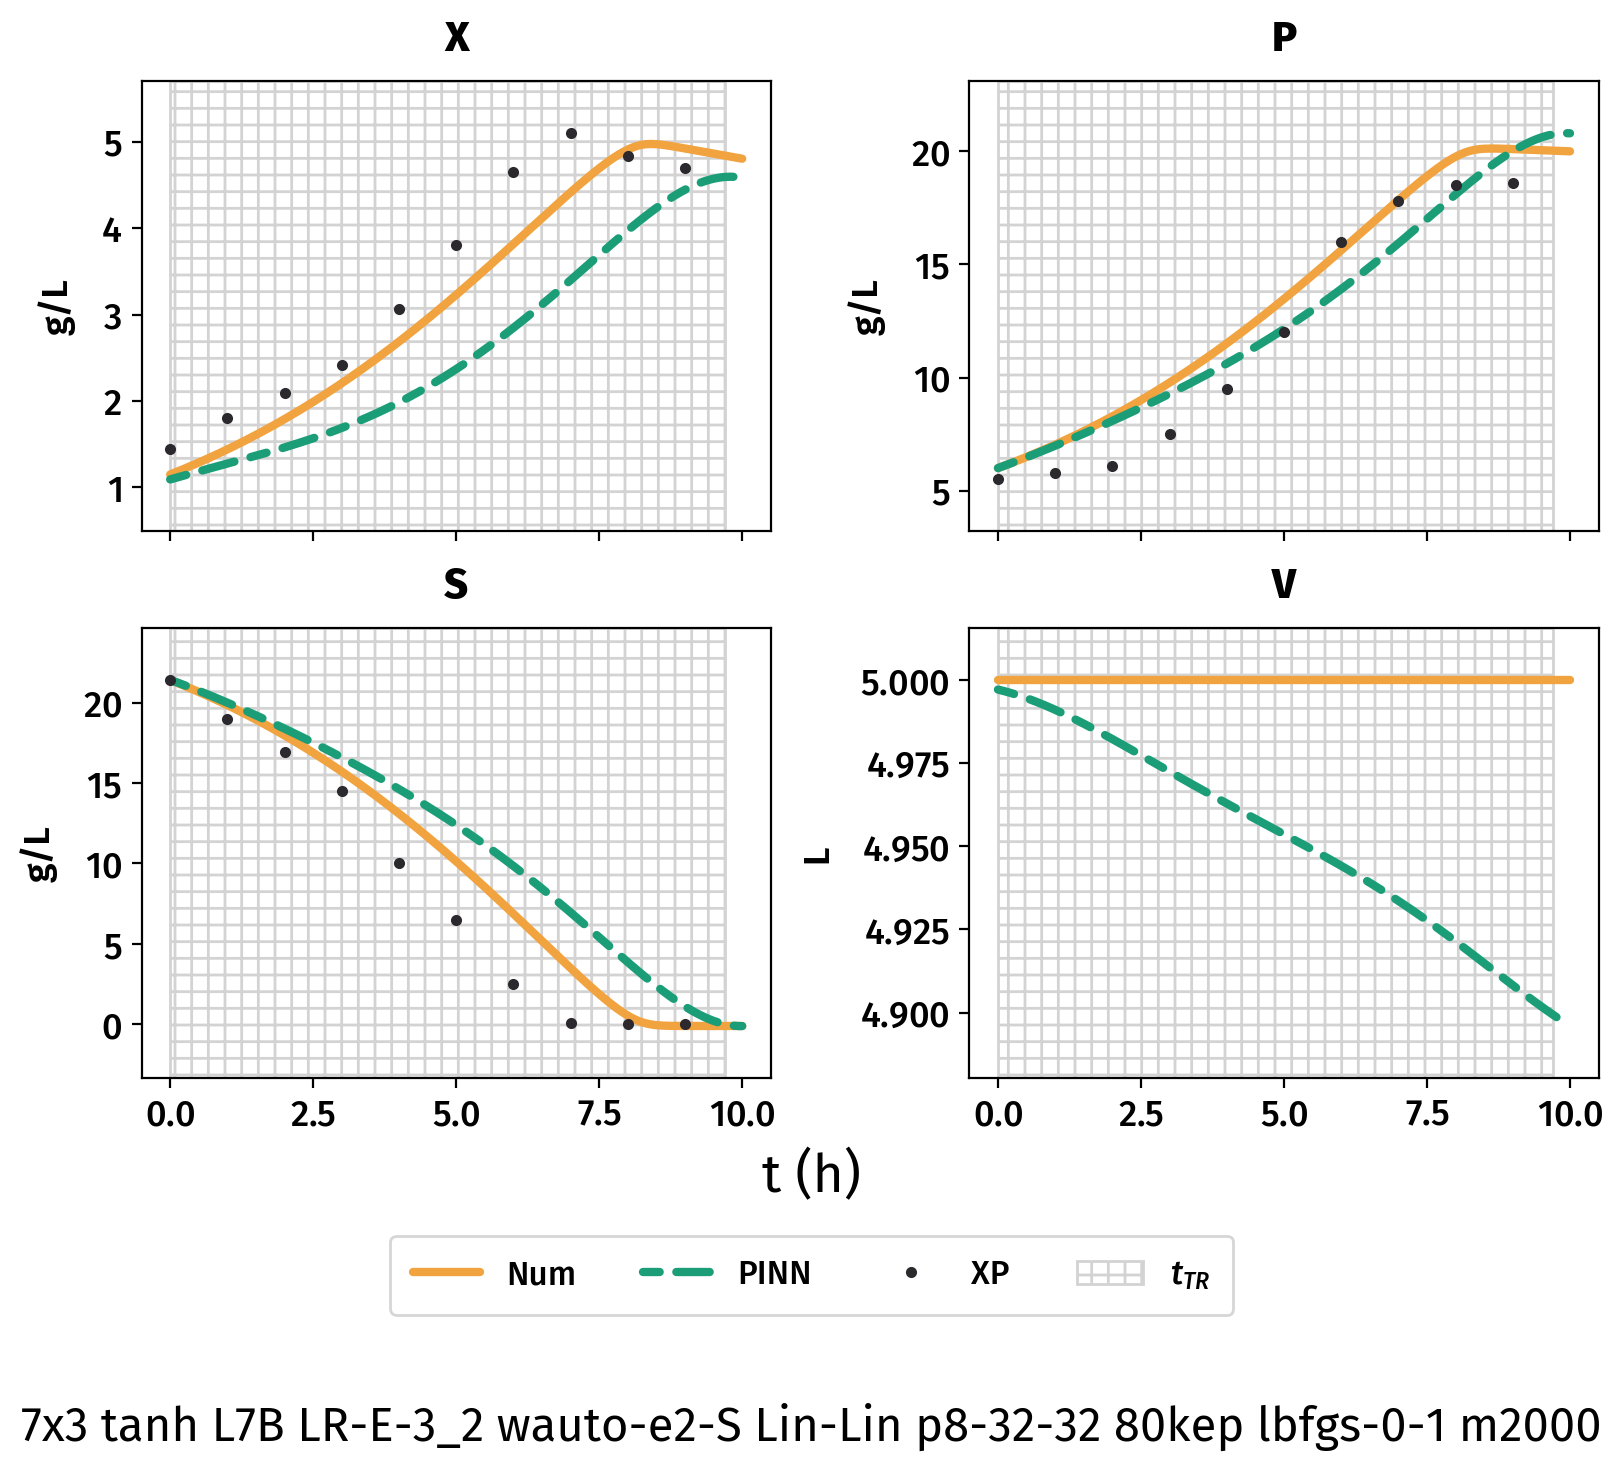 X
P
5
4
3
2
1
g/L
20
15
10
5
g/L
S
V
20
15
10
5
0
g/L
5.000
4.975
4.950
4.925
4.900
L
0.0 2.5 5.0 7.5 10.0
0.0 2.5 5.0 7.5 10.0
t (h)
Num PINN XP tTR
7x3 tanh L7B LR-E-3_2 wauto-e2-S Lin-Lin p8-32-32 80kep lbfgs-0-1 m2000